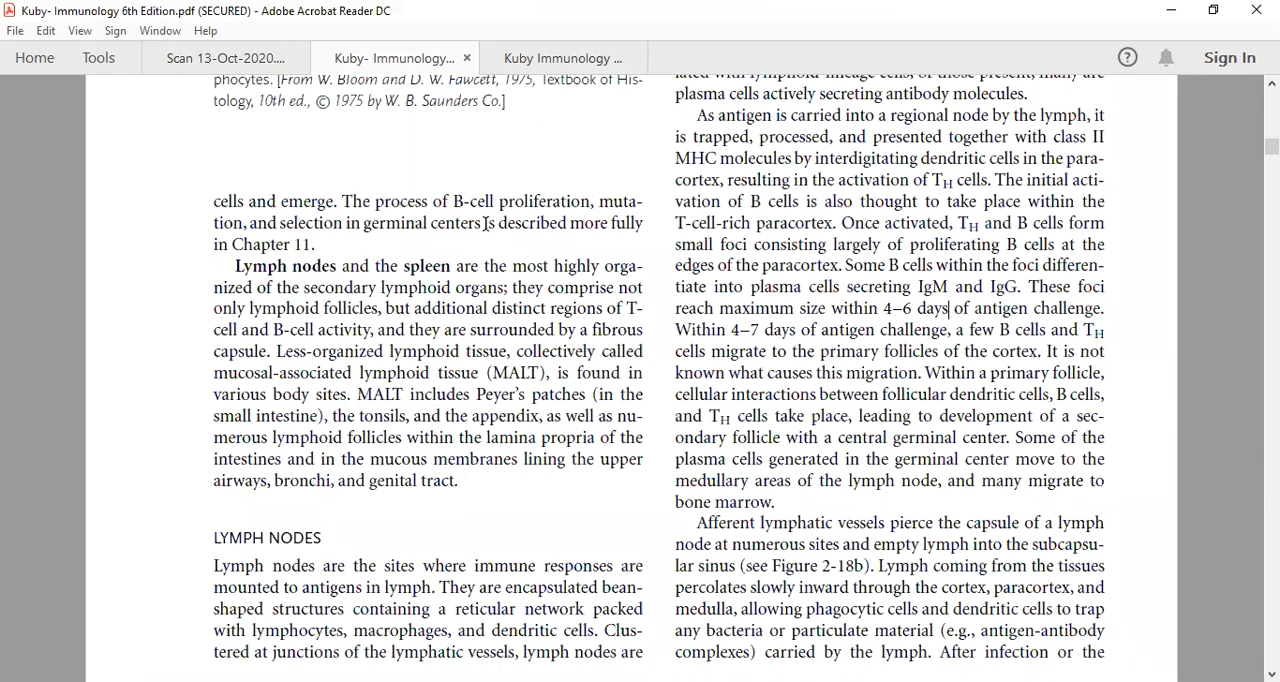 Kuby- Immunology 6th Edition.pdf (SECURED) - Adobe Acrobat Reader DC
File Edit View Sign Window Help
Home Tools Scan 13-Oct-2020.... Kuby- Immunology... × Kuby Immunology ... Sign In
phocytes. [From W. Bloom and D. W. Fawcett, 1975, Textbook of His-
tology, 10th ed., © 1975 by W. B. Saunders Co.]
cells and emerge. The process of B-cell proliferation, muta-
tion, and selection in germinal centers is described more fully
in Chapter 11.
Lymph nodes and the spleen are the most highly orga-
nized of the secondary lymphoid organs; they comprise not
only lymphoid follicles, but additional distinct regions of T-
cell and B-cell activity, and they are surrounded by a fibrous
capsule. Less-organized lymphoid tissue, collectively called
mucosal-associated lymphoid tissue (MALT), is found in
various body sites. MALT includes Peyer's patches (in the
small intestine), the tonsils, and the appendix, as well as nu-
merous lymphoid follicles within the lamina propria of the
intestines and in the mucous membranes lining the upper
airways, bronchi, and genital tract.
LYMPH NODES
Lymph nodes are the sites where immune responses are
mounted to antigens in lymph. They are encapsulated bean-
shaped structures containing a reticular network packed
with lymphocytes, macrophages, and dendritic cells. Clus-
tered at junctions of the lymphatic vessels, lymph nodes are
lated with lymphoid-lineage cells; of those present, many are
plasma cells actively secreting antibody molecules.
As antigen is carried into a regional node by the lymph, it
is trapped, processed, and presented together with class II
MHC molecules by interdigitating dendritic cells in the para-
cortex, resulting in the activation of TH cells. The initial acti-
vation of B cells is also thought to take place within the
T-cell-rich paracortex. Once activated, TH and B cells form
small foci consisting largely of proliferating B cells at the
edges of the paracortex. Some B cells within the foci differen-
tiate into plasma cells secreting IgM and IgG. These foci
reach maximum size within 4–6 days of antigen challenge.
Within 4–7 days of antigen challenge, a few B cells and TH
cells migrate to the primary follicles of the cortex. It is not
known what causes this migration. Within a primary follicle,
cellular interactions between follicular dendritic cells, B cells,
and TH cells take place, leading to development of a sec-
ondary follicle with a central germinal center. Some of the
plasma cells generated in the germinal center move to the
medullary areas of the lymph node, and many migrate to
bone marrow.
Afferent lymphatic vessels pierce the capsule of a lymph
node at numerous sites and empty lymph into the subcapsu-
lar sinus (see Figure 2-18b). Lymph coming from the tissues
percolates slowly inward through the cortex, paracortex, and
medulla, allowing phagocytic cells and dendritic cells to trap
any bacteria or particulate material (e.g., antigen-antibody
complexes) carried by the lymph. After infection or the